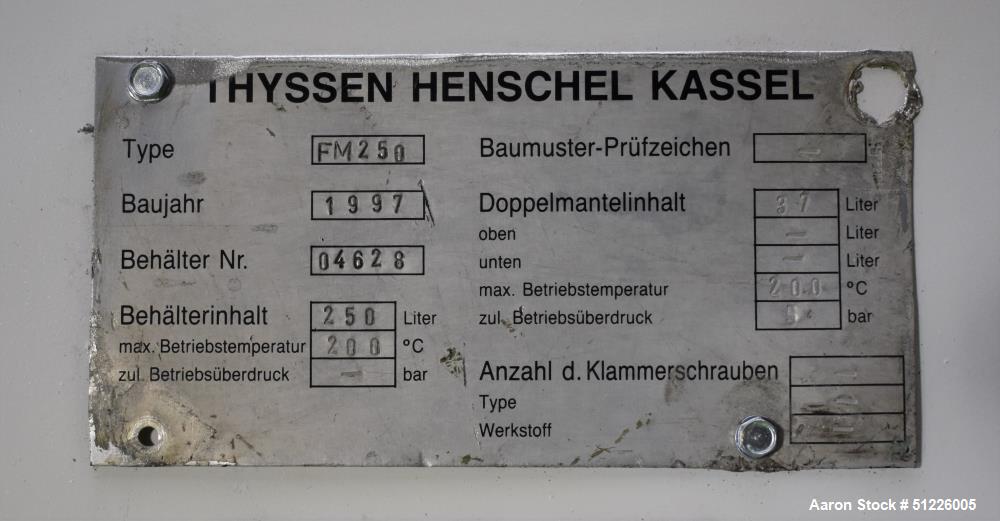 THYSSEN HENSCHEL KASSEL
Type FM250
Baujahr 1997
Behälter Nr. 04628
Behälterinhalt 250 Liter
max. Betriebstemperatur 200 °C
zul. Betriebsüberdruck - bar
Baumuster-Prüfzeichen -
Doppelmantelinhalt 37 Liter
oben - Liter
unten - Liter
max. Betriebstemperatur 200 °C
zul. Betriebsüberdruck bar
Anzahl d. Klammerschrauben -
Type -
Werkstoff -
Aaron Stock # 51226005